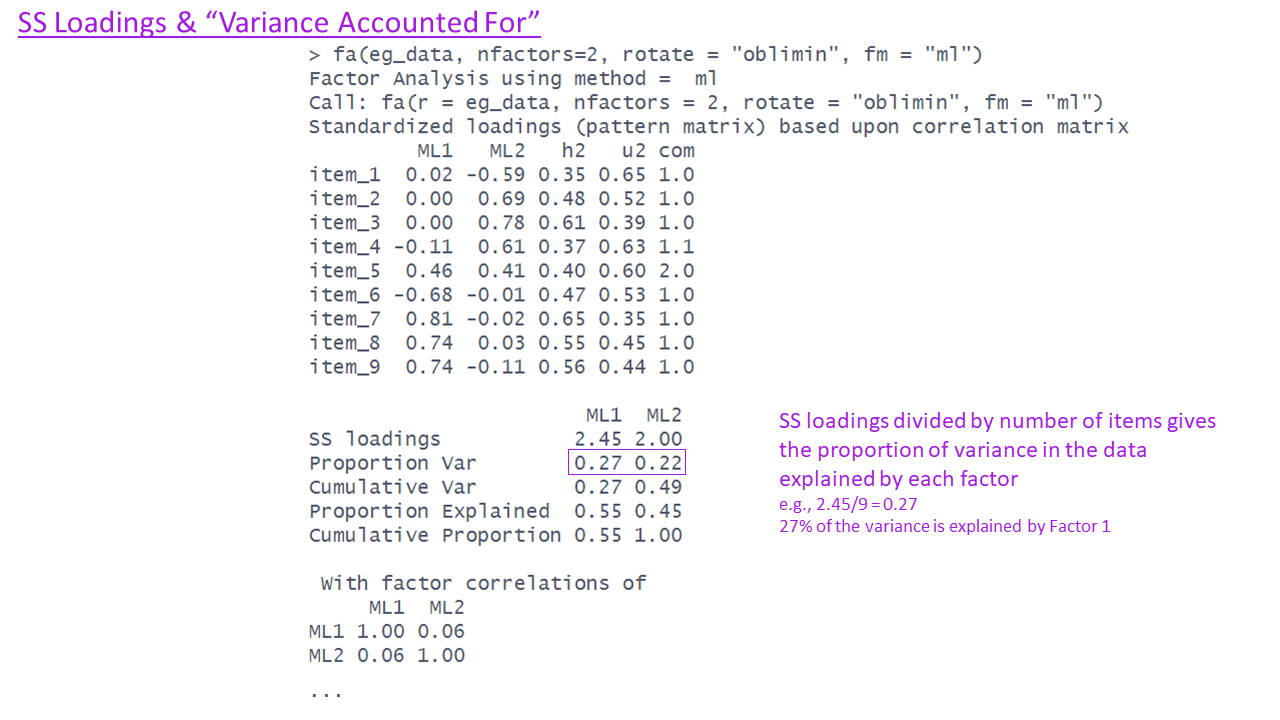 SS Loadings & “Variance Accounted For”
> fa(eg_data, nfactors=2, rotate = "oblimin", fm = "ml")
Factor Analysis using method =  ml
Call: fa(r = eg_data, nfactors = 2, rotate = "oblimin", fm = "ml")
Standardized loadings (pattern matrix) based upon correlation matrix
         ML1   ML2   h2   u2 com
item_1  0.02 -0.59 0.35 0.65 1.0
item_2  0.00  0.69 0.48 0.52 1.0
item_3  0.00  0.78 0.61 0.39 1.0
item_4 -0.11  0.61 0.37 0.63 1.1
item_5  0.46  0.41 0.40 0.60 2.0
item_6 -0.68 -0.01 0.47 0.53 1.0
item_7  0.81 -0.02 0.65 0.35 1.0
item_8  0.74  0.03 0.55 0.45 1.0
item_9  0.74 -0.11 0.56 0.44 1.0
                       ML1  ML2
SS loadings           2.45 2.00
Proportion Var        0.27 0.22
Cumulative Var        0.27 0.49
Proportion Explained  0.55 0.45
Cumulative Proportion 0.55 1.00
SS loadings divided by number of items gives
the proportion of variance in the data
explained by each factor
e.g., 2.45/9 = 0.27
27% of the variance is explained by Factor 1
With factor correlations of
     ML1  ML2
ML1 1.00 0.06
ML2 0.06 1.00
...